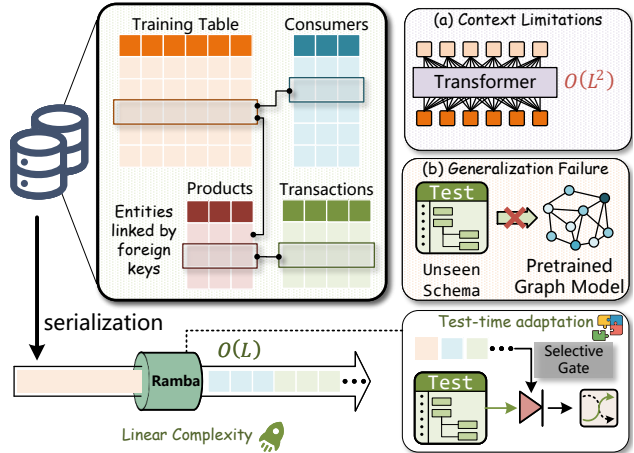 Training Table
Consumers
Products
Transactions
Entities
linked by
foreign
keys
(a) Context Limitations
Transformer
O(L²)
(b) Generalization Failure
Test
Unseen
Schema
Pretrained
Graph Model
serialization
O(L)
Ramba
Linear Complexity
Test-time adaptation
Selective
Gate
Test